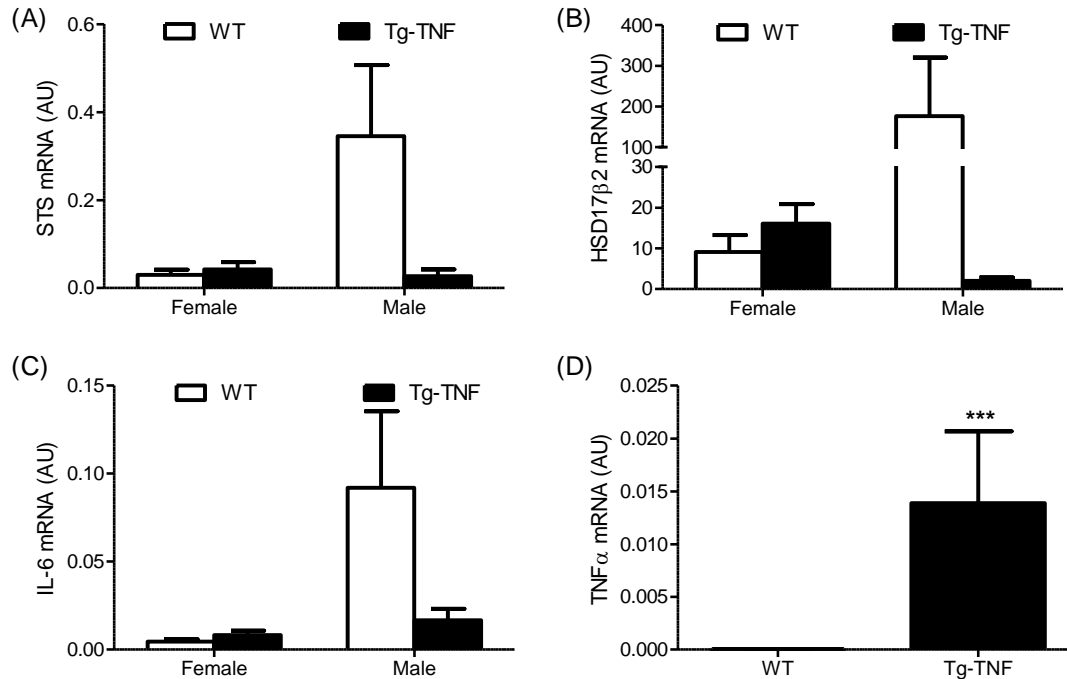 (A)
WT Tg-TNF
STS mRNA (AU)
0.6
0.4
0.2
0.0
Female Male
(B)
WT Tg-TNF
HSD17β2 mRNA (AU)
400
300
200
100
30
20
10
0
Female Male
(C)
WT Tg-TNF
IL-6 mRNA (AU)
0.15
0.10
0.05
0.00
Female Male
(D)
TNFα mRNA (AU)
0.025
0.020
0.015
0.010
0.005
0.000
***
WT Tg-TNF